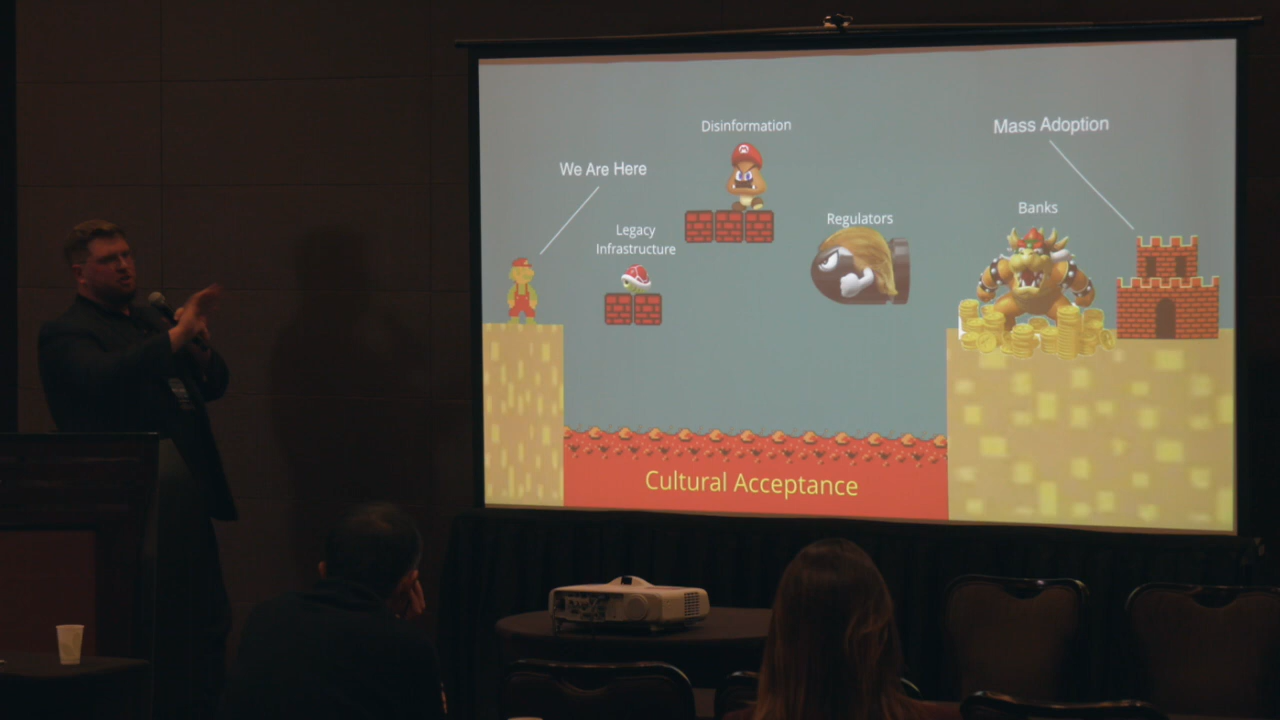 Disinformation
Mass Adoption
We Are Here
Banks
Regulators
Legacy
Infrastructure
Cultural Acceptance